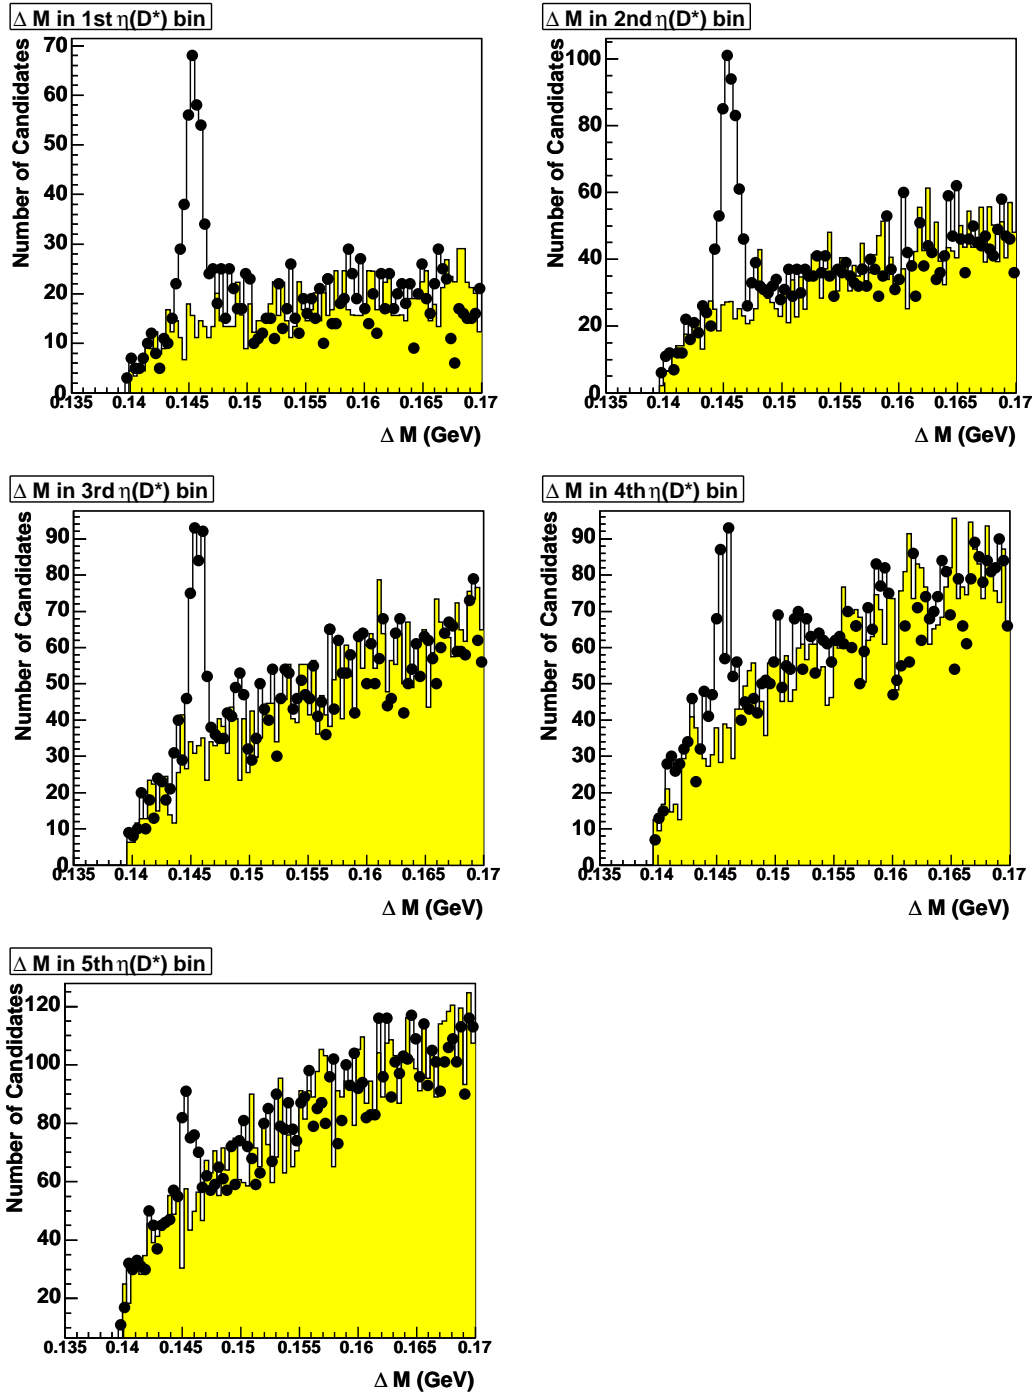 Δ M in 1st η(D*) bin
Number of Candidates
70
60
50
40
30
20
10
0
0.135 0.14 0.145 0.15 0.155 0.16 0.165 0.17
Δ M (GeV)
Δ M in 2nd η(D*) bin
Number of Candidates
100
80
60
40
20
0
0.135 0.14 0.145 0.15 0.155 0.16 0.165 0.17
Δ M (GeV)
Δ M in 3rd η(D*) bin
Number of Candidates
90
80
70
60
50
40
30
20
10
0
0.135 0.14 0.145 0.15 0.155 0.16 0.165 0.17
Δ M (GeV)
Δ M in 4th η(D*) bin
Number of Candidates
90
80
70
60
50
40
30
20
10
0
0.135 0.14 0.145 0.15 0.155 0.16 0.165 0.17
Δ M (GeV)
Δ M in 5th η(D*) bin
Number of Candidates
120
100
80
60
40
20
0.135 0.14 0.145 0.15 0.155 0.16 0.165 0.17
Δ M (GeV)